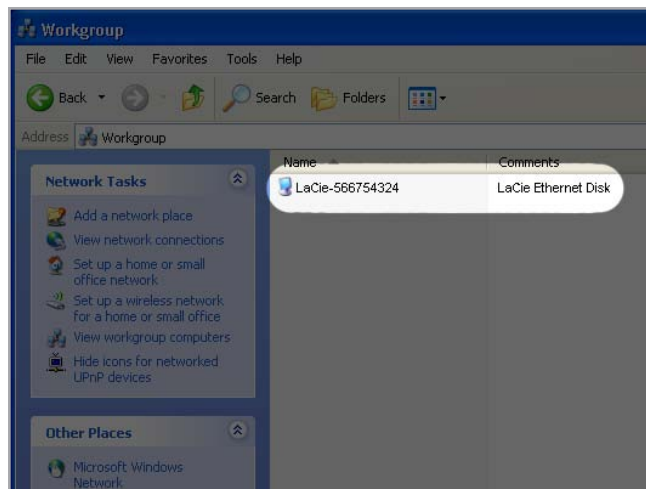 Workgroup
File Edit View Favorites Tools Help
Back Search Folders
Address Workgroup
Name Comments
LaCie-566754324 LaCie Ethernet Disk
Network Tasks
Add a network place
View network connections
Set up a home or small
office network
Set up a wireless network
for a home or small office
View workgroup computers
Hide icons for networked
UPnP devices
Other Places
Microsoft Windows
Network